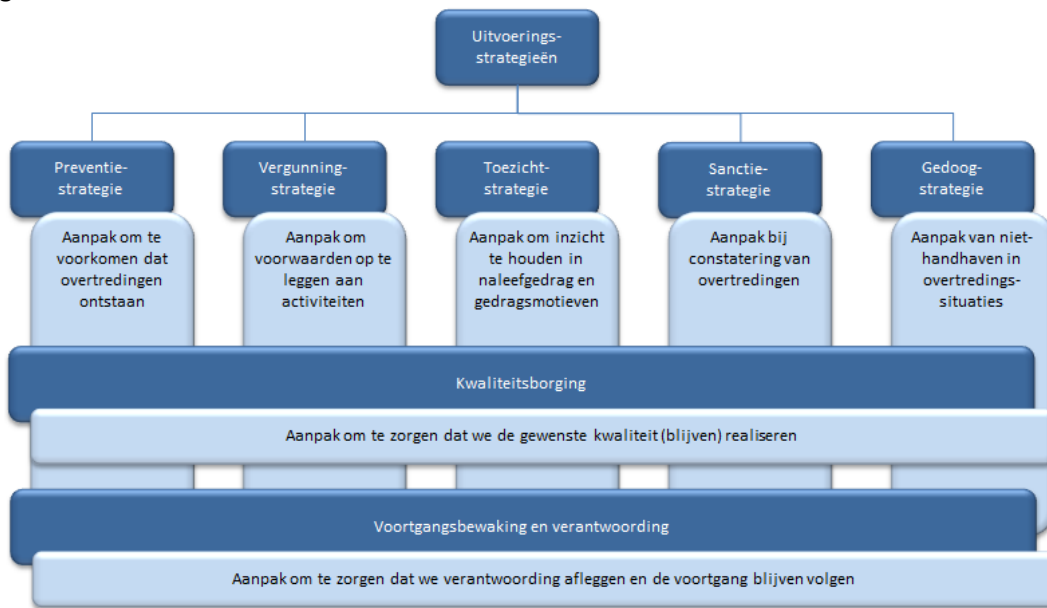 Uitvoerings-
strategieën
Preventie-
strategie
Vergunning-
strategie
Toezicht-
strategie
Sanctie-
strategie
Gedoog-
strategie
Aanpak om te
voorkomen dat
overtredingen
ontstaan
Aanpak om
voorwaarden op te
leggen aan
activiteiten
Aanpak om inzicht
te houden in
naleefgedrag en
gedragsmotieven
Aanpak bij
constatering van
overtredingen
Aanpak van niet-
handhaven in
overtredings-
situaties
Kwaliteitsborging
Aanpak om te zorgen dat we de gewenste kwaliteit (blijven) realiseren
Voortgangsbewaking en verantwoording
Aanpak om te zorgen dat we verantwoording afleggen en de voortgang blijven volgen